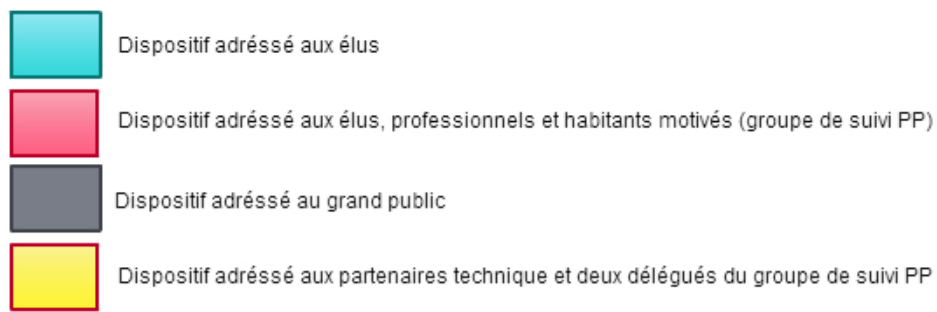 Dispositif adréssé aux élus
Dispositif adréssé aux élus, professionnels et habitants motivés (groupe de suivi PP)
Dispositif adréssé au grand public
Dispositif adréssé aux partenaires technique et deux délégués du groupe de suivi PP